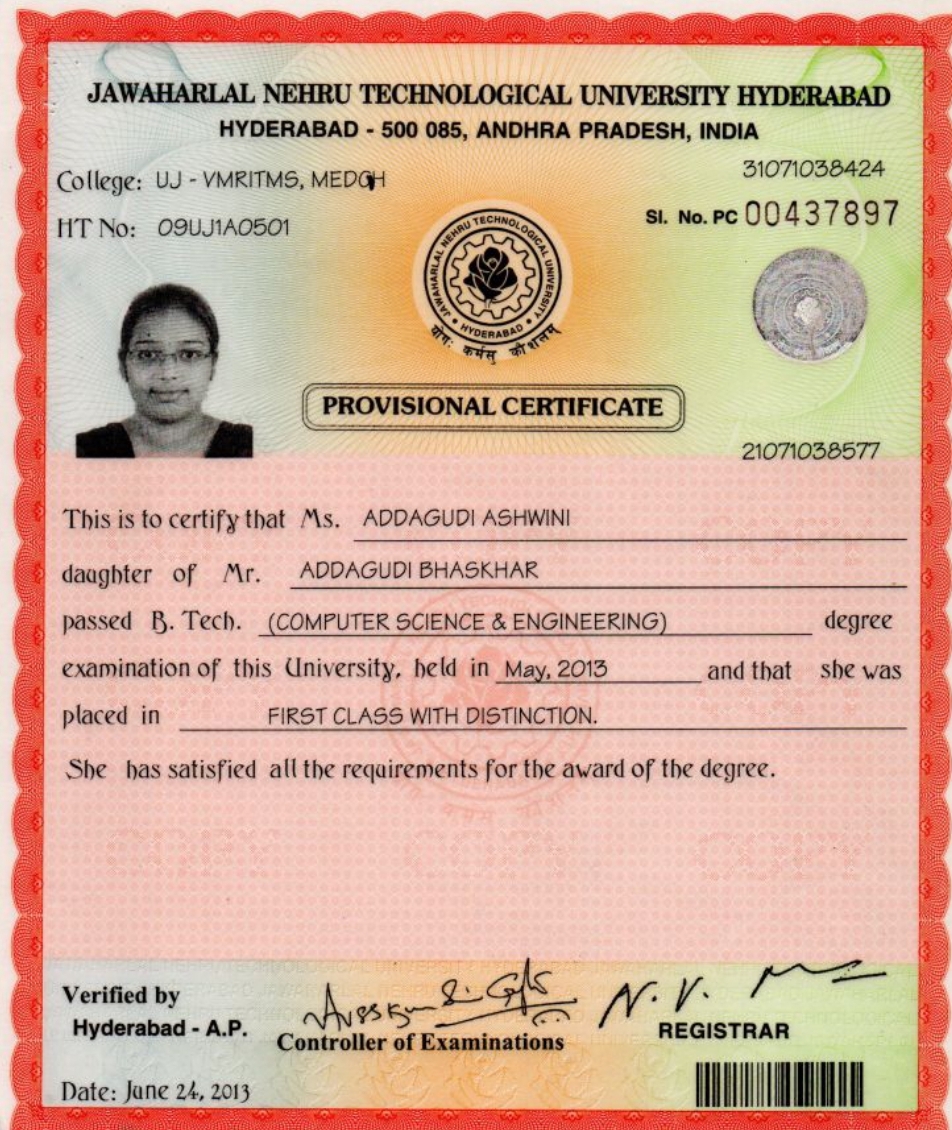 JAWAHARLAL NEHRU TECHNOLOGICAL UNIVERSITY HYDERABAD
HYDERABAD - 500 085, ANDHRA PRADESH, INDIA
College: UJ - VMRITMS, MEDCH
31071038424
HT No: 09UJ1A0501
Sl. No. PC 00437897
JAWAHARLAL NEHRU TECHNOLOGICAL UNIVERSITY
HYDERABAD
योगः कर्मसु कौशलम्
PROVISIONAL CERTIFICATE
21071038577
This is to certify that Ms. ADDAGUDI ASHWINI
daughter of Mr. ADDAGUDI BHASKHAR
passed B. Tech. (COMPUTER SCIENCE & ENGINEERING) degree
examination of this University, held in May, 2013 and that she was
placed in FIRST CLASS WITH DISTINCTION.
She has satisfied all the requirements for the award of the degree.
COPY COPY COPY
Verified by
Hyderabad - A.P.
Controller of Examinations
N. V.
REGISTRAR
Date: June 24, 2013